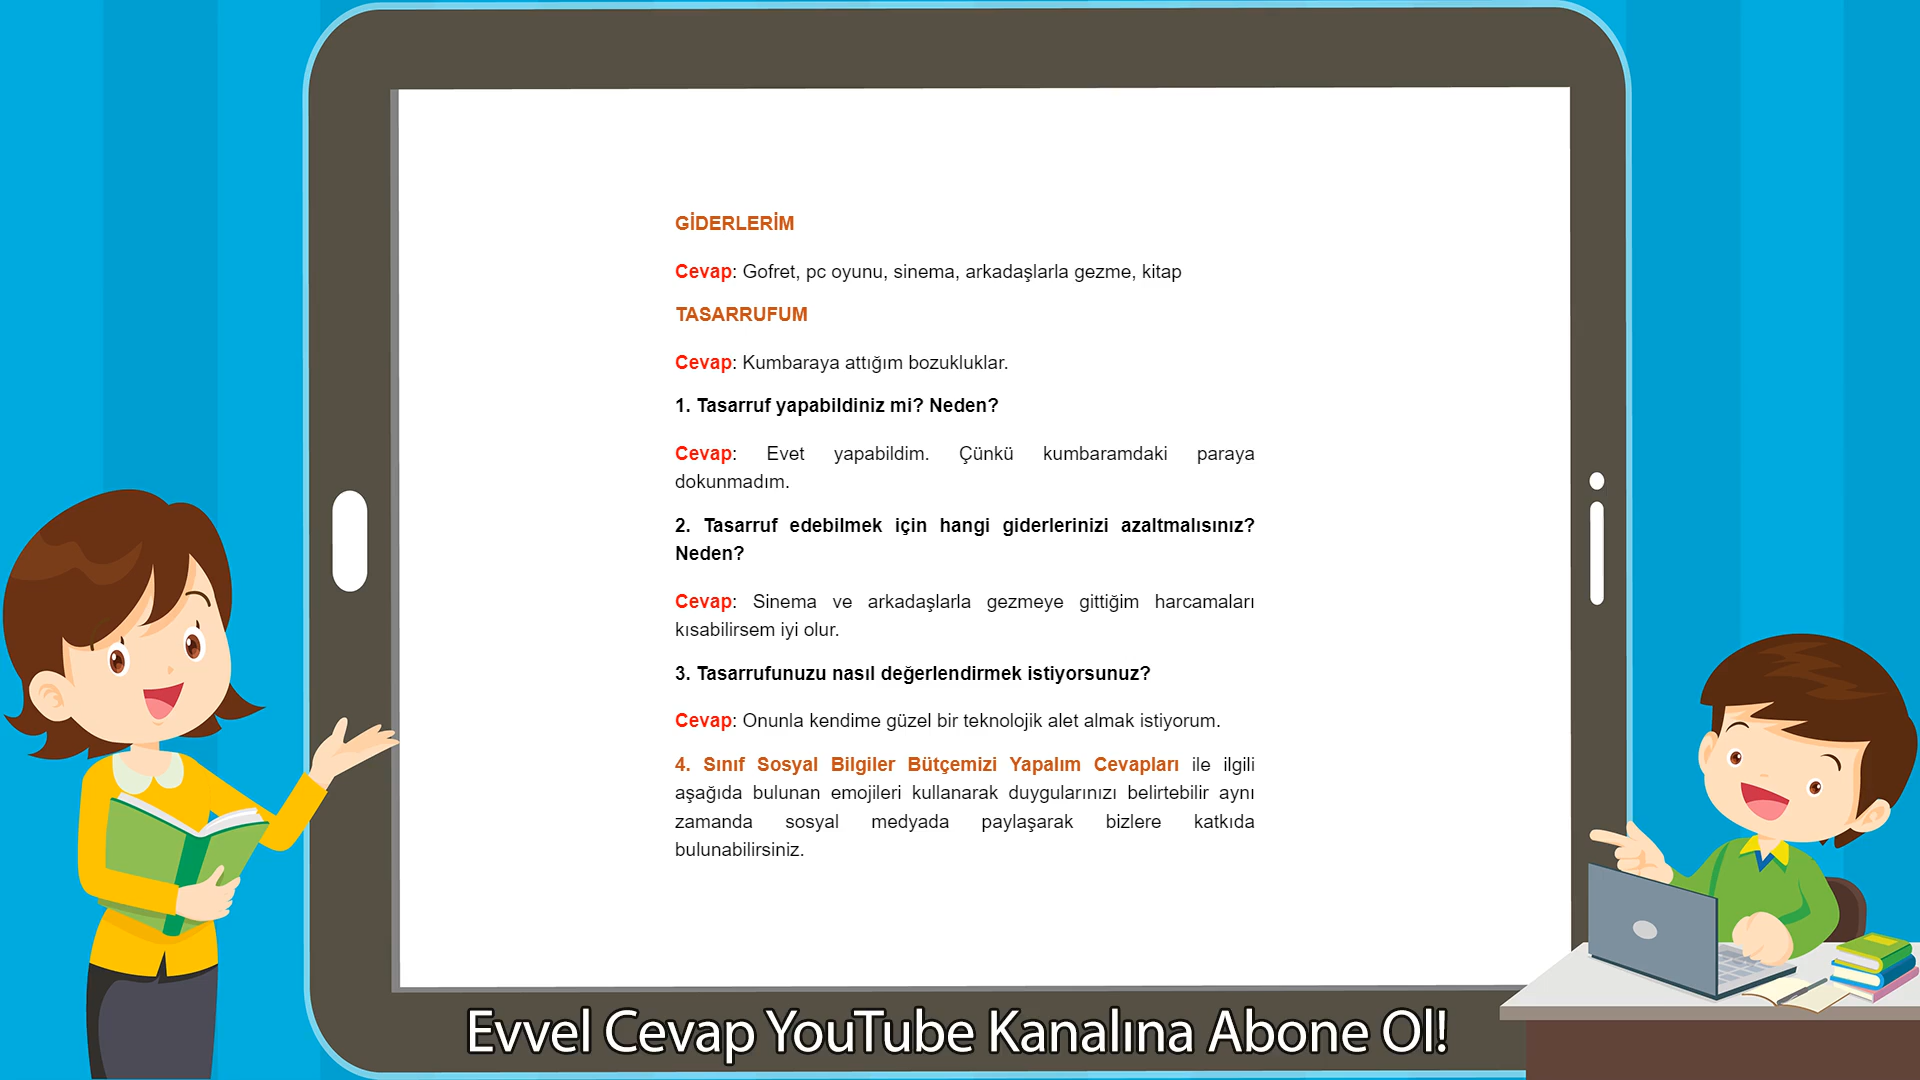 GİDERLERİM
Cevap: Gofret, pc oyunu, sinema, arkadaşlarla gezme, kitap
TASARRUFUM
Cevap: Kumbaraya attığım bozukluklar.
1. Tasarruf yapabildiniz mi? Neden?
Cevap: Evet yapabildim. Çünkü kumbaramdaki paraya
dokunmadım.
2. Tasarruf edebilmek için hangi giderlerinizi azaltmalısınız?
Neden?
Cevap: Sinema ve arkadaşlarla gezmeye gittiğim harcamaları
kısabilirsem iyi olur.
3. Tasarrufunuzu nasıl değerlendirmek istiyorsunuz?
Cevap: Onunla kendime güzel bir teknolojik alet almak istiyorum.
4. Sınıf Sosyal Bilgiler Bütçemizi Yapalım Cevapları ile ilgili
aşağıda bulunan emojileri kullanarak duygularınızı belirtebilir aynı
zamanda sosyal medyada paylaşarak bizlere katkıda
bulunabilirsiniz.
Evvel Cevap YouTube Kanalına Abone Ol!